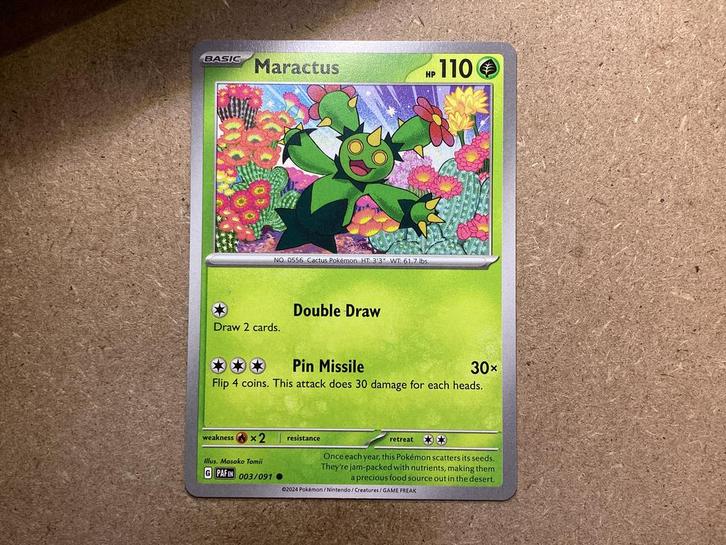 BASIC Maractus HP 110
NO. 0556 Cactus Pokémon HT: 3'3" WT: 61.7 lbs.
Double Draw
Draw 2 cards.
Pin Missile 30×
Flip 4 coins. This attack does 30 damage for each heads.
weakness ×2 resistance retreat
Illus. Masako Tomii
Once each year, this Pokémon scatters its seeds.
They're jam-packed with nutrients, making them
a precious food source out in the desert.
G PAF EN 003/091
©2024 Pokémon / Nintendo / Creatures / GAME FREAK